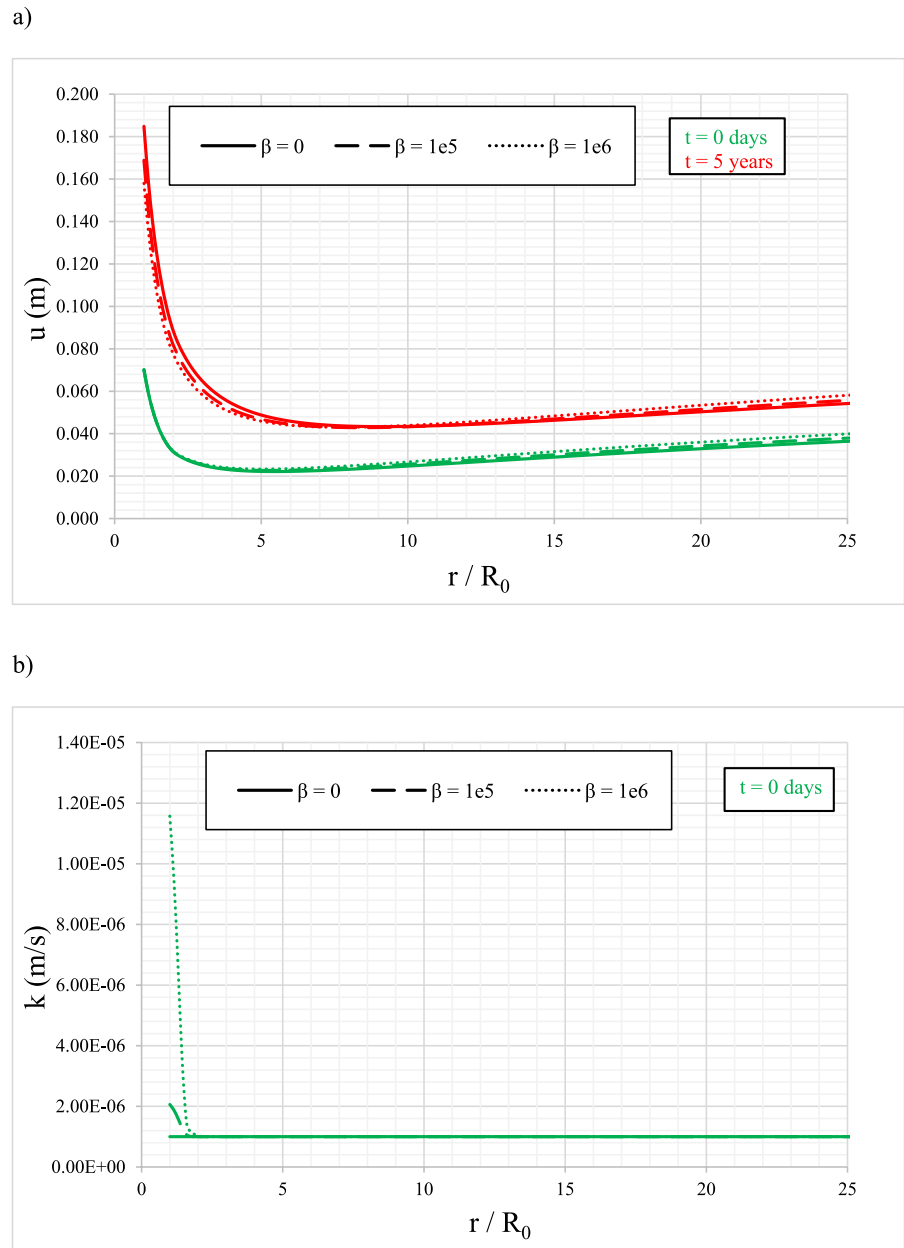 a)
0.200
0.180
0.160
0.140
0.120
0.100
0.080
0.060
0.040
0.020
0.000
u (m)
β = 0
β = 1e5
β = 1e6
t = 0 days
t = 5 years
0 5 10 15 20 25
r / R₀
b)
1.40E-05
1.20E-05
1.00E-05
8.00E-06
6.00E-06
4.00E-06
2.00E-06
0.00E+00
k (m/s)
β = 0
β = 1e5
β = 1e6
t = 0 days
0 5 10 15 20 25
r / R₀